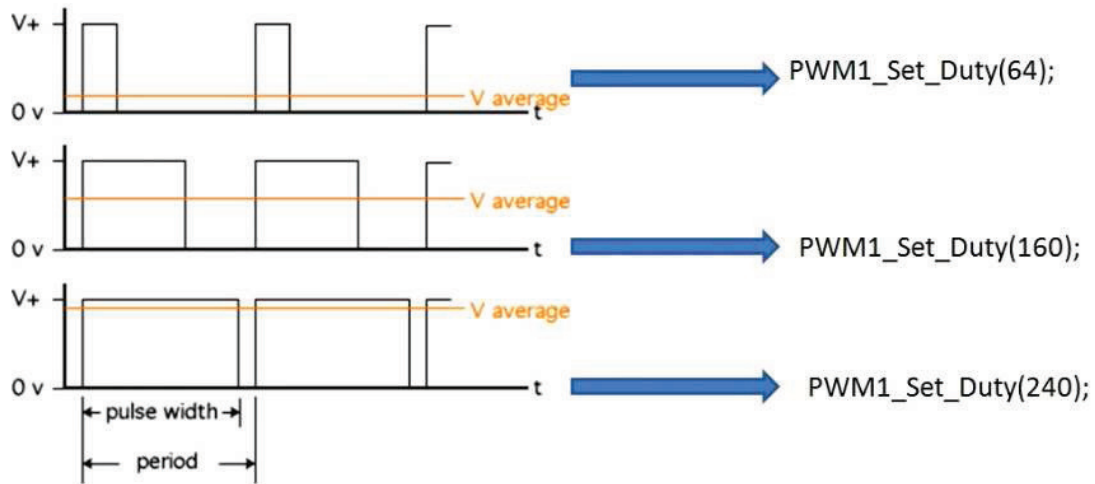 V+
0 v
V average
t
PWM1_Set_Duty(64);
V+
0 v
V average
t
PWM1_Set_Duty(160);
V+
0 v
V average
t
PWM1_Set_Duty(240);
pulse width
period